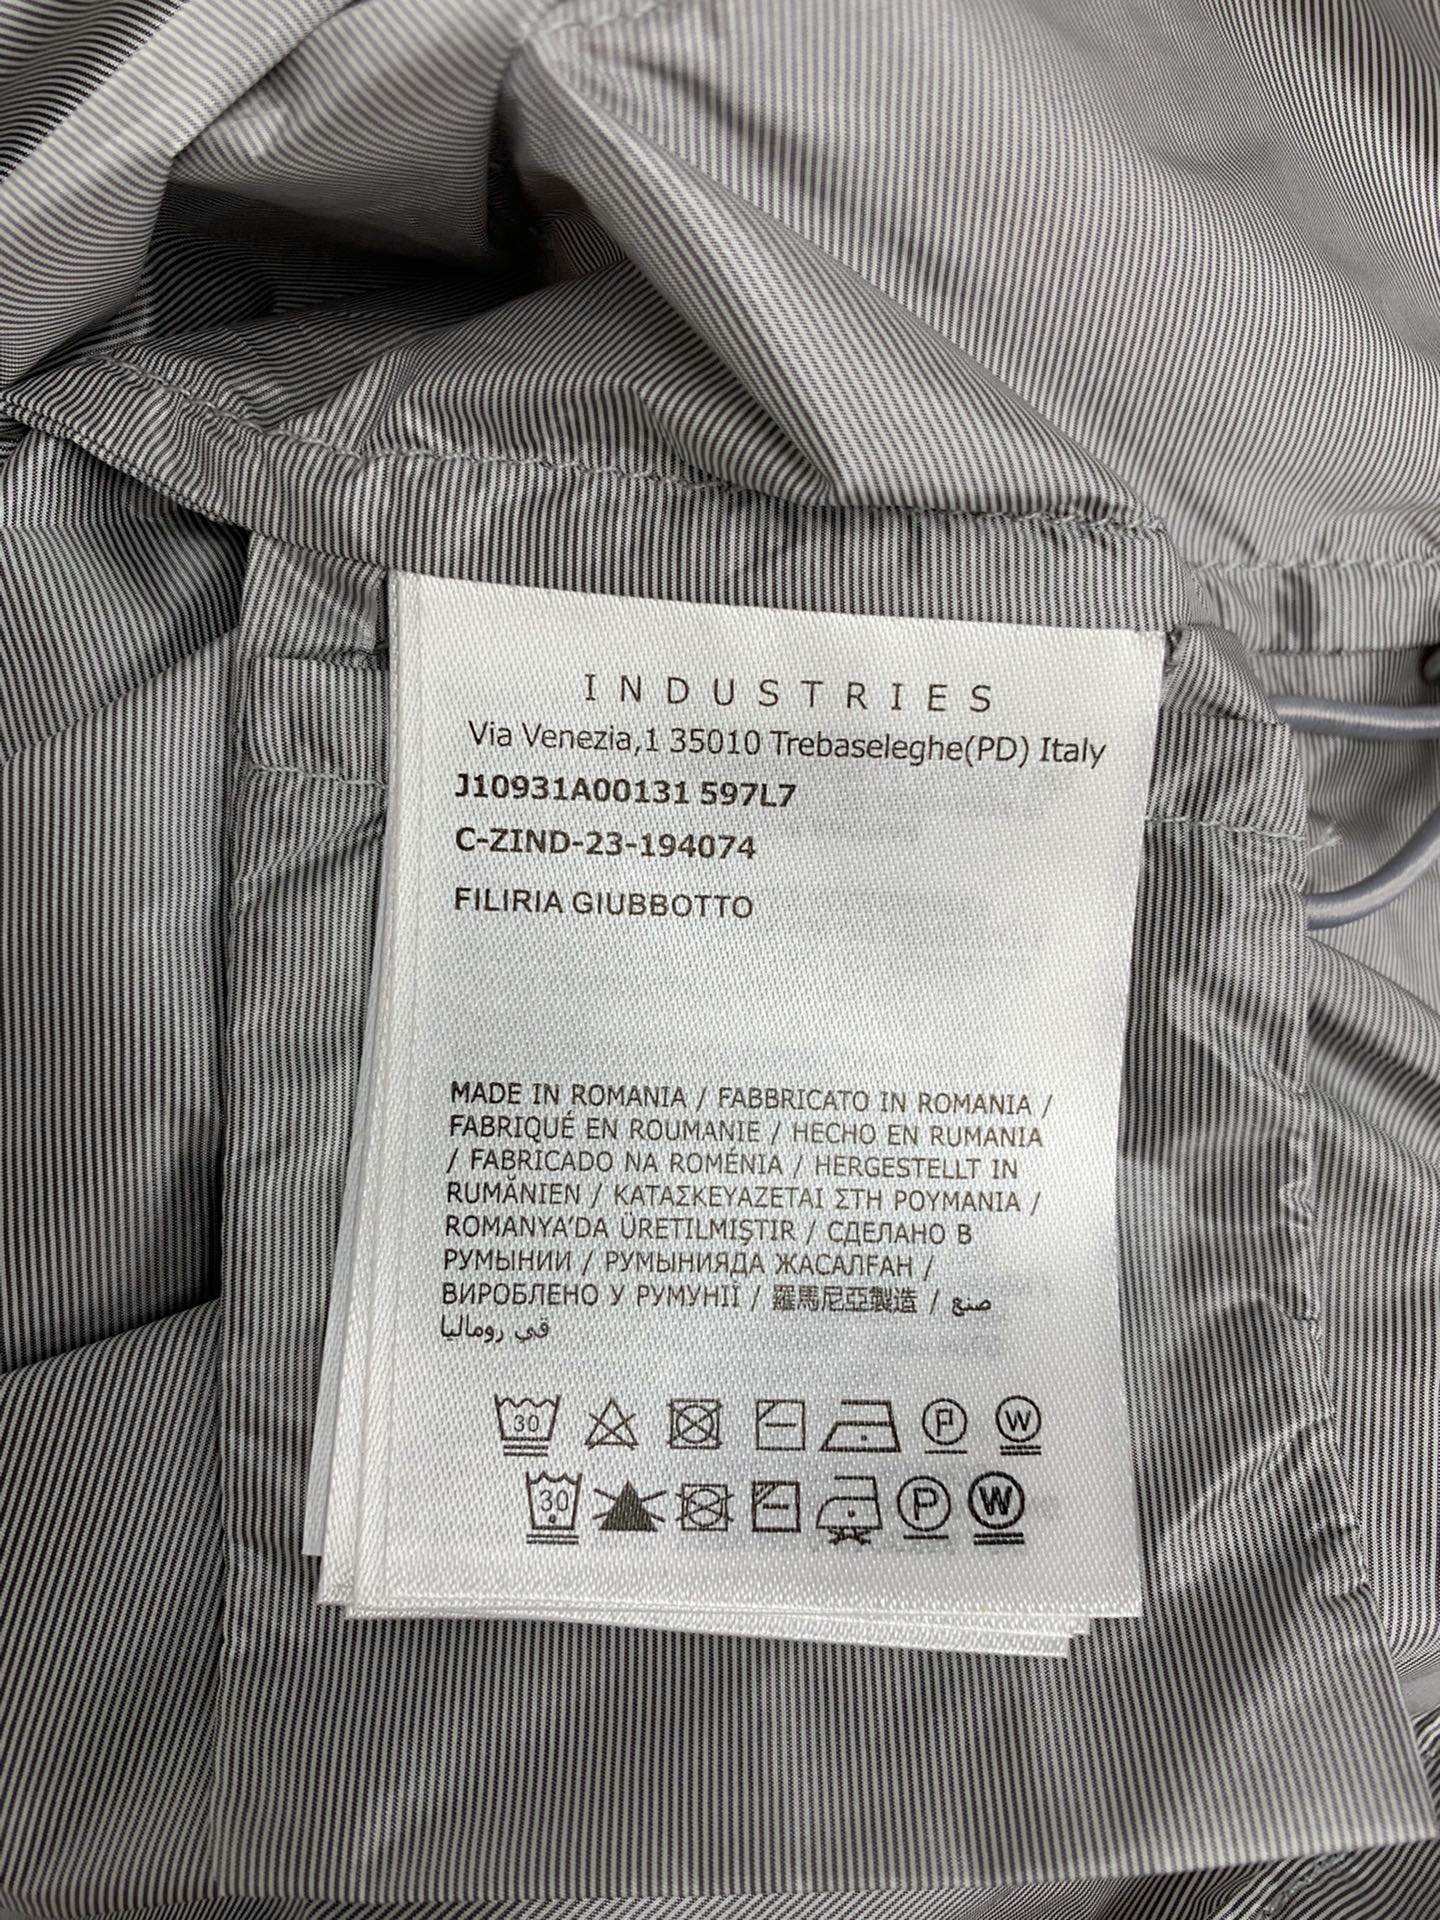 INDUSTRIES
Via Venezia,1 35010 Trebaseleghe(PD) Italy
J10931A00131 597L7
C-ZIND-23-194074
FILIRIA GIUBBOTTO
MADE IN ROMANIA / FABBRICATO IN ROMANIA /
FABRIQUÉ EN ROUMANIE / HECHO EN RUMANIA
/ FABRICADO NA ROMÉNIA / HERGESTELLT IN
RUMÄNIEN / ΚΑΤΑΣΚΕΥΑΖΕΤΑΙ ΣΤΗ ΡΟΥΜΑΝΙΑ /
ROMANYA'DA ÜRETILMIŞTIR / СДЕЛАНО В
РУМЫНИИ / РУМЫНИЯДА ЖАСАЛҒАН /
ВИРОБЛЕНО У РУМУНІЇ / 羅馬尼亞製造 / صنع
في روماليا
30 P W
30 P W